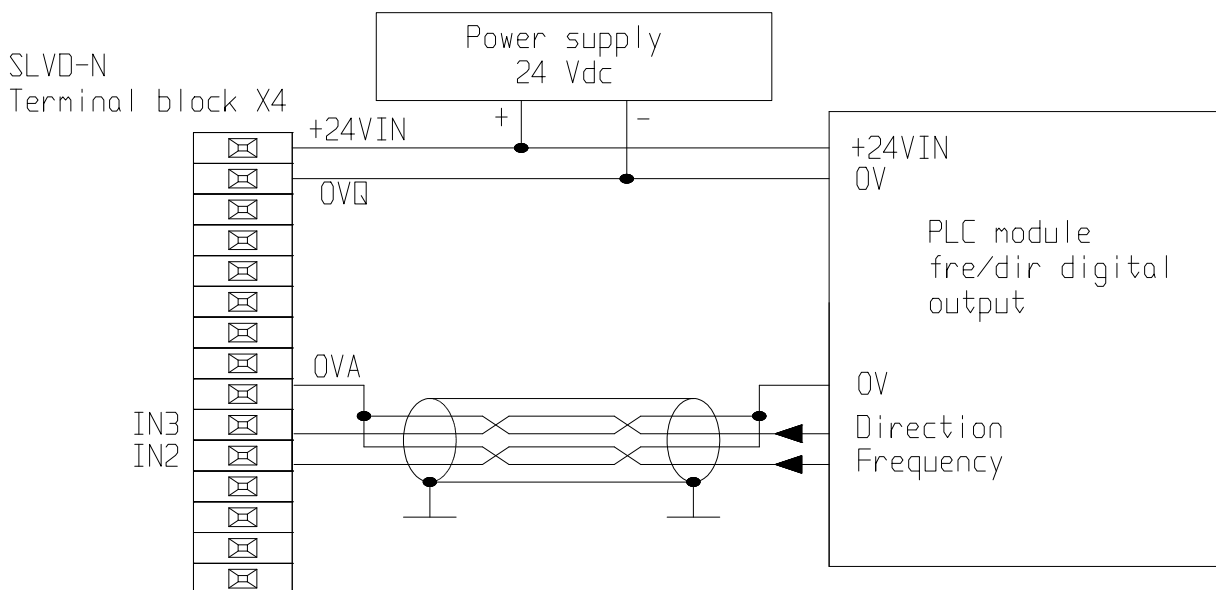 Power supply
24 Vdc
SLVD-N
Terminal block X4
+ -
+24VIN
+24VIN
0VQ
0V
PLC module
fre/dir digital
output
0VA
0V
IN3
Direction
IN2
Frequency